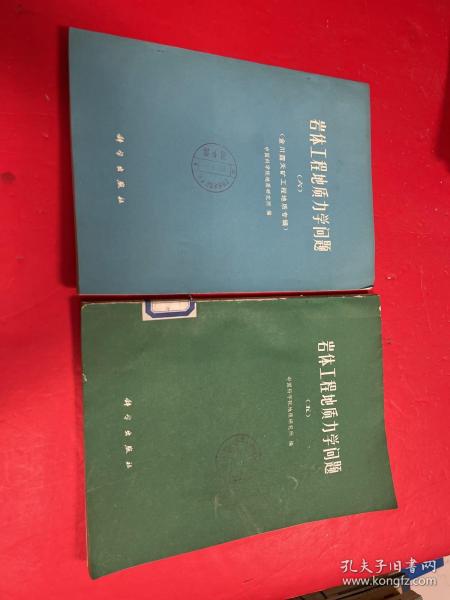 岩体工程地质力学问题
（六）
（金川露天矿工程地质专辑）
中国科学院地质研究所 编
科学出版社
岩体工程地质力学问题
（五）
中国科学院地质研究所 编
科学出版社
孔夫子旧书网
www.kongfz.com